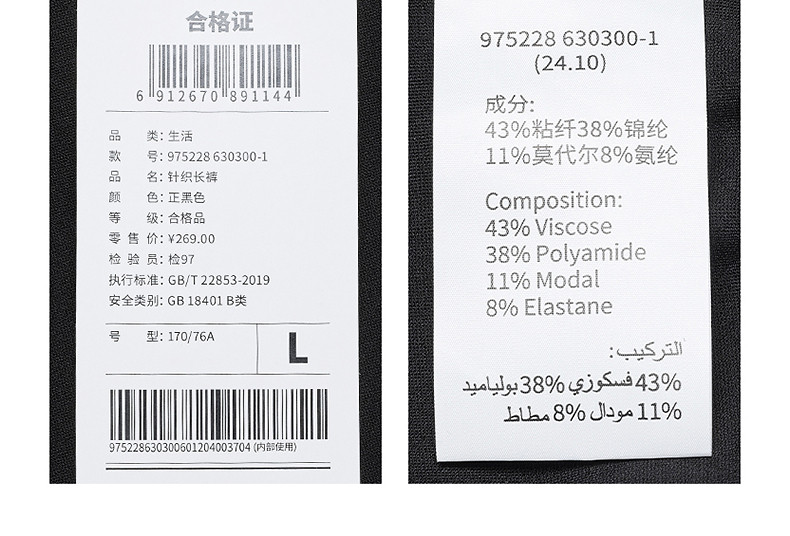 合格证
6 912670 891144
品 类: 生活
款 号: 975228 630300-1
品 名: 针织长裤
颜 色: 正黑色
等 级: 合格品
零 售 价: ¥269.00
检 验 员: 检97
执行标准: GB/T 22853-2019
安全类别: GB 18401 B类
号 型: 170/76A
L
975228630300601204003704 (内部使用)
975228 630300-1
(24.10)
成分:
43%粘纤38%锦纶
11%莫代尔8%氨纶
Composition:
43% Viscose
38% Polyamide
11% Modal
8% Elastane
التركيب:
43% فسكوزي 38% بولياميد
11% مودال 8% مطاط